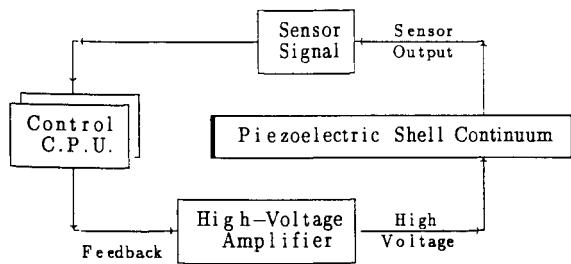 Sensor
Signal
Sensor
Output
Control
C.P.U.
Piezoelectric Shell Continuum
High-Voltage
Amplifier
High
Voltage
Feedback